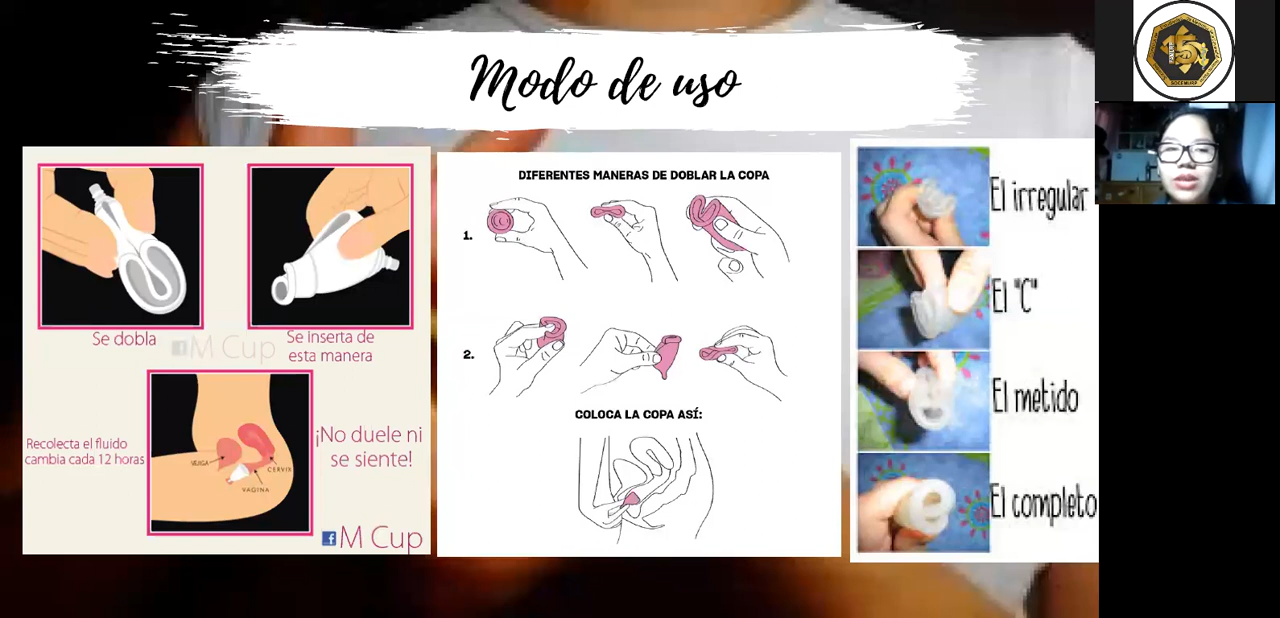 Modo de uso
Se dobla
Se inserta de
esta manera
M Cup
Recolecta el fluido
cambia cada 12 horas
VEJIGA
CERVIX
VAGINA
¡No duele ni
se siente!
M Cup
DIFERENTES MANERAS DE DOBLAR LA COPA
1.
2.
COLOCA LA COPA ASÍ:
El irregular
El "C"
El metido
El completo
15
SOCEMURP